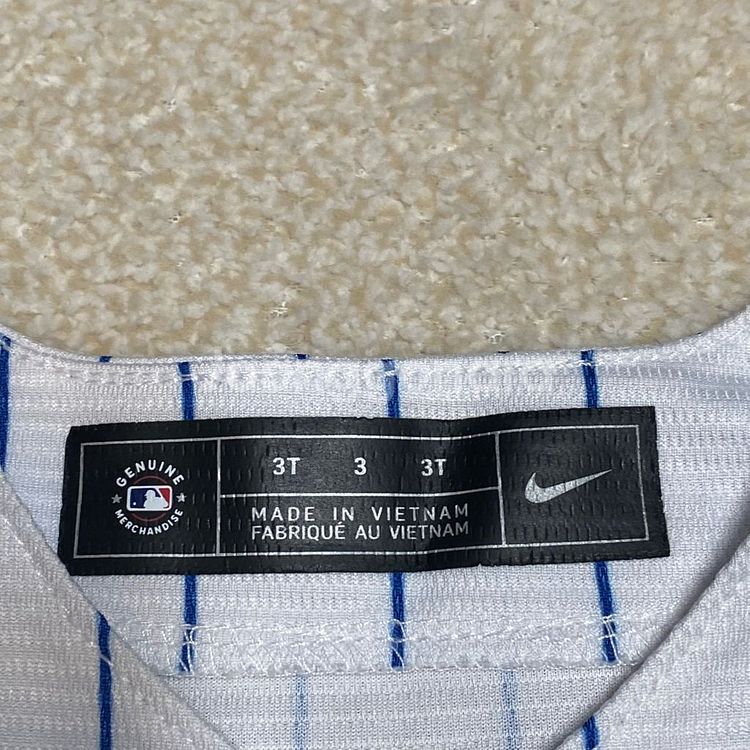 GENUINE
MERCHANDISE
3T 3 3T
MADE IN VIETNAM
FABRIQUÉ AU VIETNAM